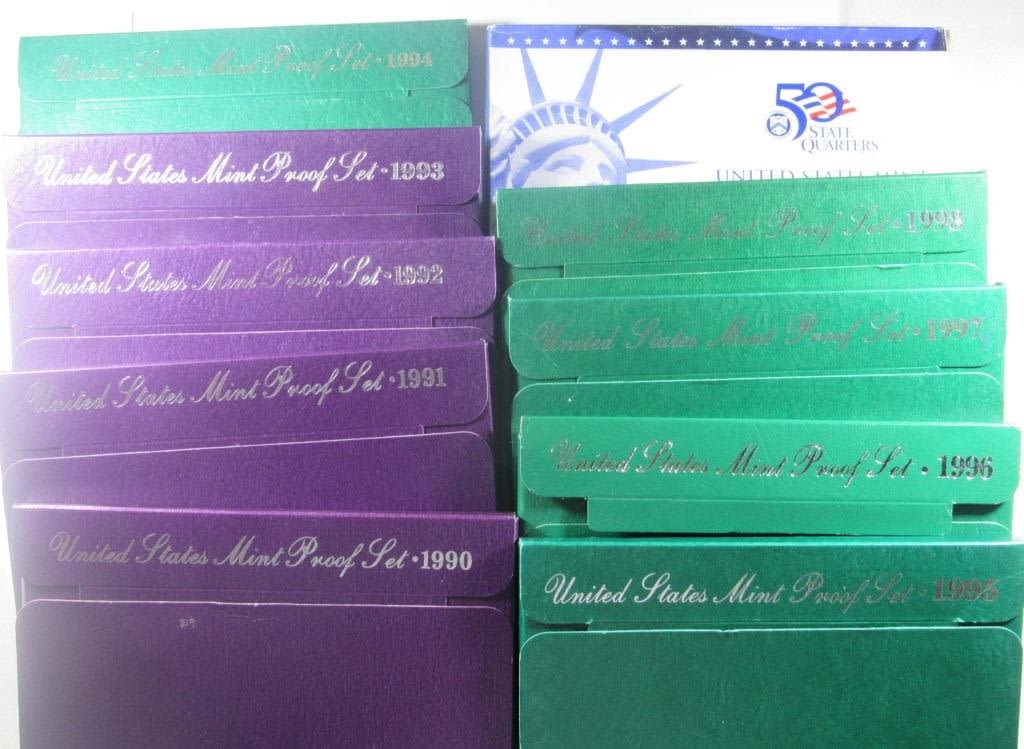 United States Mint Proof Set · 1994
United States Mint Proof Set · 1993
United States Mint Proof Set · 1992
United States Mint Proof Set · 1991
United States Mint Proof Set · 1990
50
STATE
QUARTERS
UNITED STATES MINT
United States Mint Proof Set · 1998
United States Mint Proof Set · 1997
United States Mint Proof Set · 1996
United States Mint Proof Set · 1995